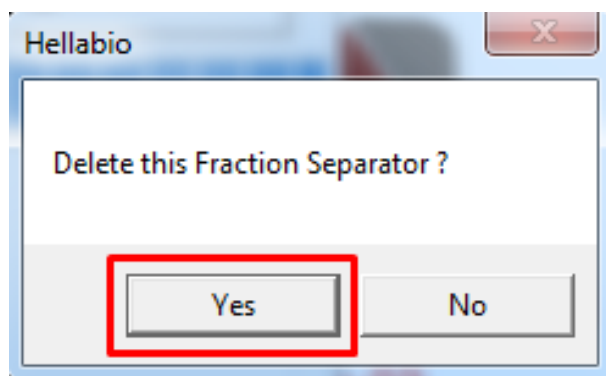 Hellabio
Delete this Fraction Separator ?
Yes
No